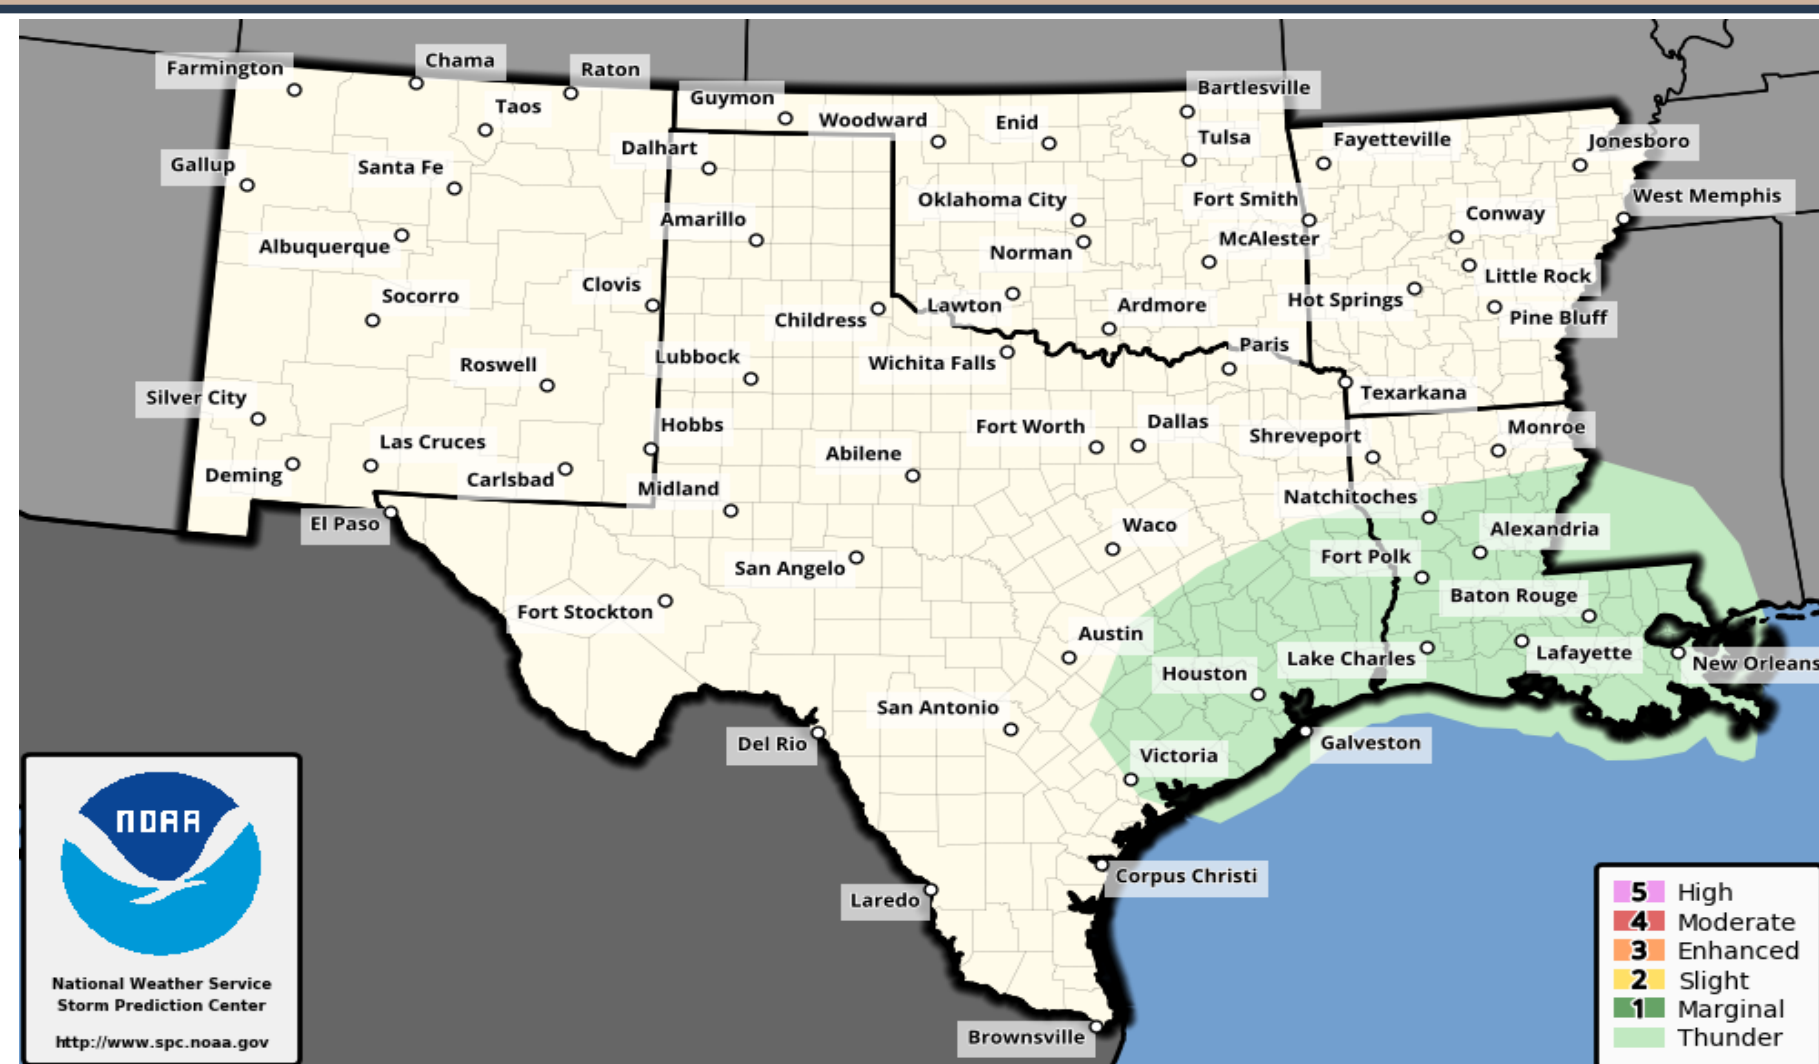 Farmington
Chama
Raton
Taos
Guymon
Woodward
Enid
Bartlesville
Tulsa
Fayetteville
Jonesboro
Gallup
Santa Fe
Dalhart
Amarillo
Oklahoma City
Fort Smith
Conway
West Memphis
Albuquerque
Norman
McAlester
Little Rock
Socorro
Clovis
Childress
Lawton
Ardmore
Hot Springs
Pine Bluff
Roswell
Lubbock
Wichita Falls
Paris
Texarkana
Silver City
Las Cruces
Hobbs
Abilene
Fort Worth
Dallas
Shreveport
Monroe
Deming
Carlsbad
Midland
Natchitoches
El Paso
San Angelo
Waco
Fort Polk
Alexandria
Fort Stockton
Austin
Baton Rouge
Houston
Lake Charles
Lafayette
New Orleans
San Antonio
Del Rio
Victoria
Galveston
Laredo
Corpus Christi
Brownsville
NOAA
National Weather Service
Storm Prediction Center
http://www.spc.noaa.gov
5 High
4 Moderate
3 Enhanced
2 Slight
1 Marginal
Thunder